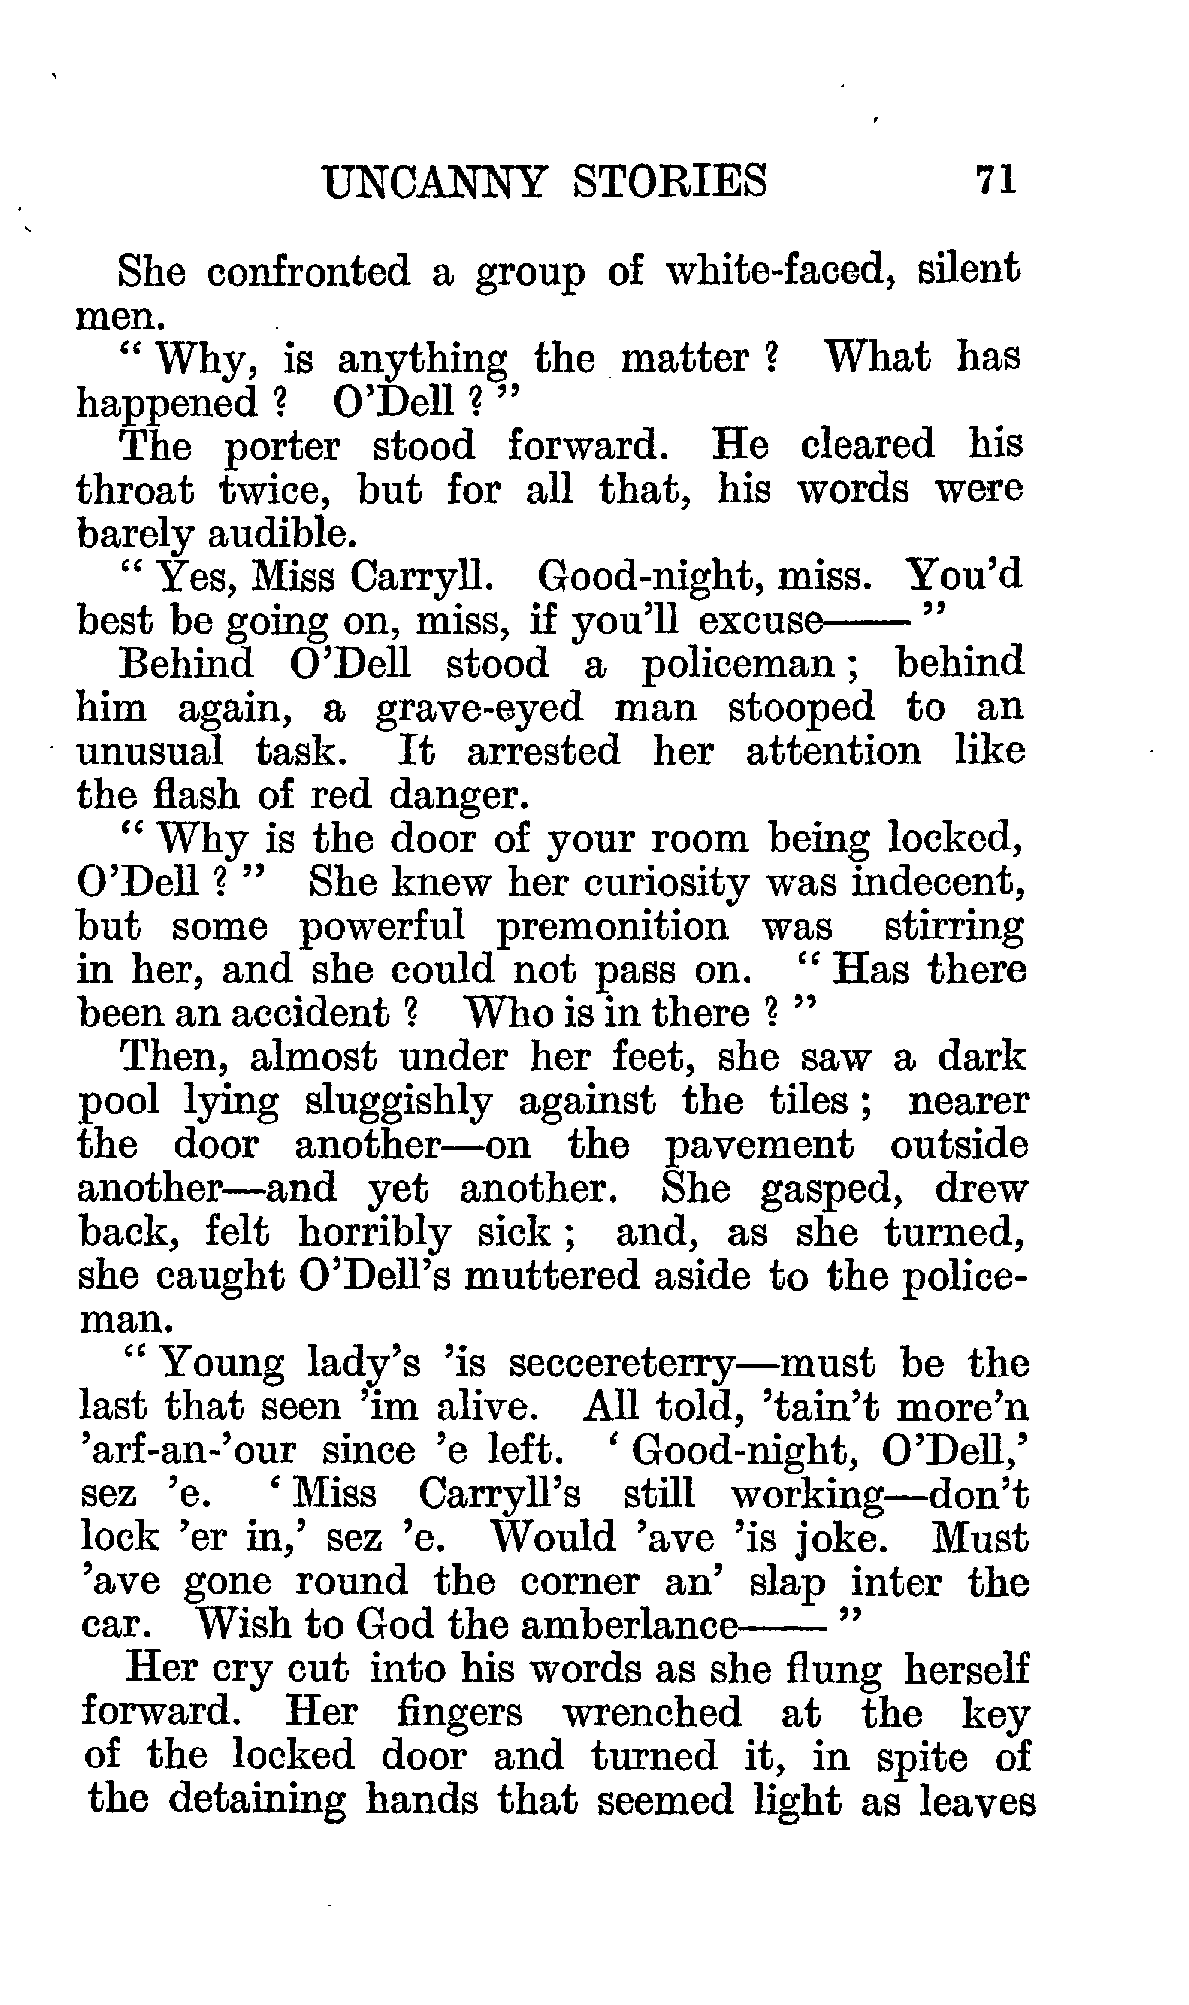 UNCANNY STORIES 71
She confronted a group of white-faced, silent
men.
“ Why, is anything the matter ? What has
happened ? O’Dell ? ”
The porter stood forward. He cleared his
throat twice, but for all that, his words were
barely audible.
“ Yes, Miss Carryll. Good-night, miss. You’d
best be going on, miss, if you’ll excuse—— ”
Behind O’Dell stood a policeman ; behind
him again, a grave-eyed man stooped to an
unusual task. It arrested her attention like
the flash of red danger.
“ Why is the door of your room being locked,
O’Dell ? ” She knew her curiosity was indecent,
but some powerful premonition was stirring
in her, and she could not pass on. “ Has there
been an accident ? Who is in there ? ”
Then, almost under her feet, she saw a dark
pool lying sluggishly against the tiles ; nearer
the door another—on the pavement outside
another—and yet another. She gasped, drew
back, felt horribly sick ; and, as she turned,
she caught O’Dell’s muttered aside to the police-
man.
“ Young lady’s ’is seccereterry—must be the
last that seen ’im alive. All told, ’tain’t more’n
’arf-an-’our since ’e left. ‘ Good-night, O’Dell,’
sez ’e. ‘ Miss Carryll’s still working—don’t
lock ’er in,’ sez ’e. Would ’ave ’is joke. Must
’ave gone round the corner an’ slap inter the
car. Wish to God the amberlance—— ”
Her cry cut into his words as she flung herself
forward. Her fingers wrenched at the key
of the locked door and turned it, in spite of
the detaining hands that seemed light as leaves